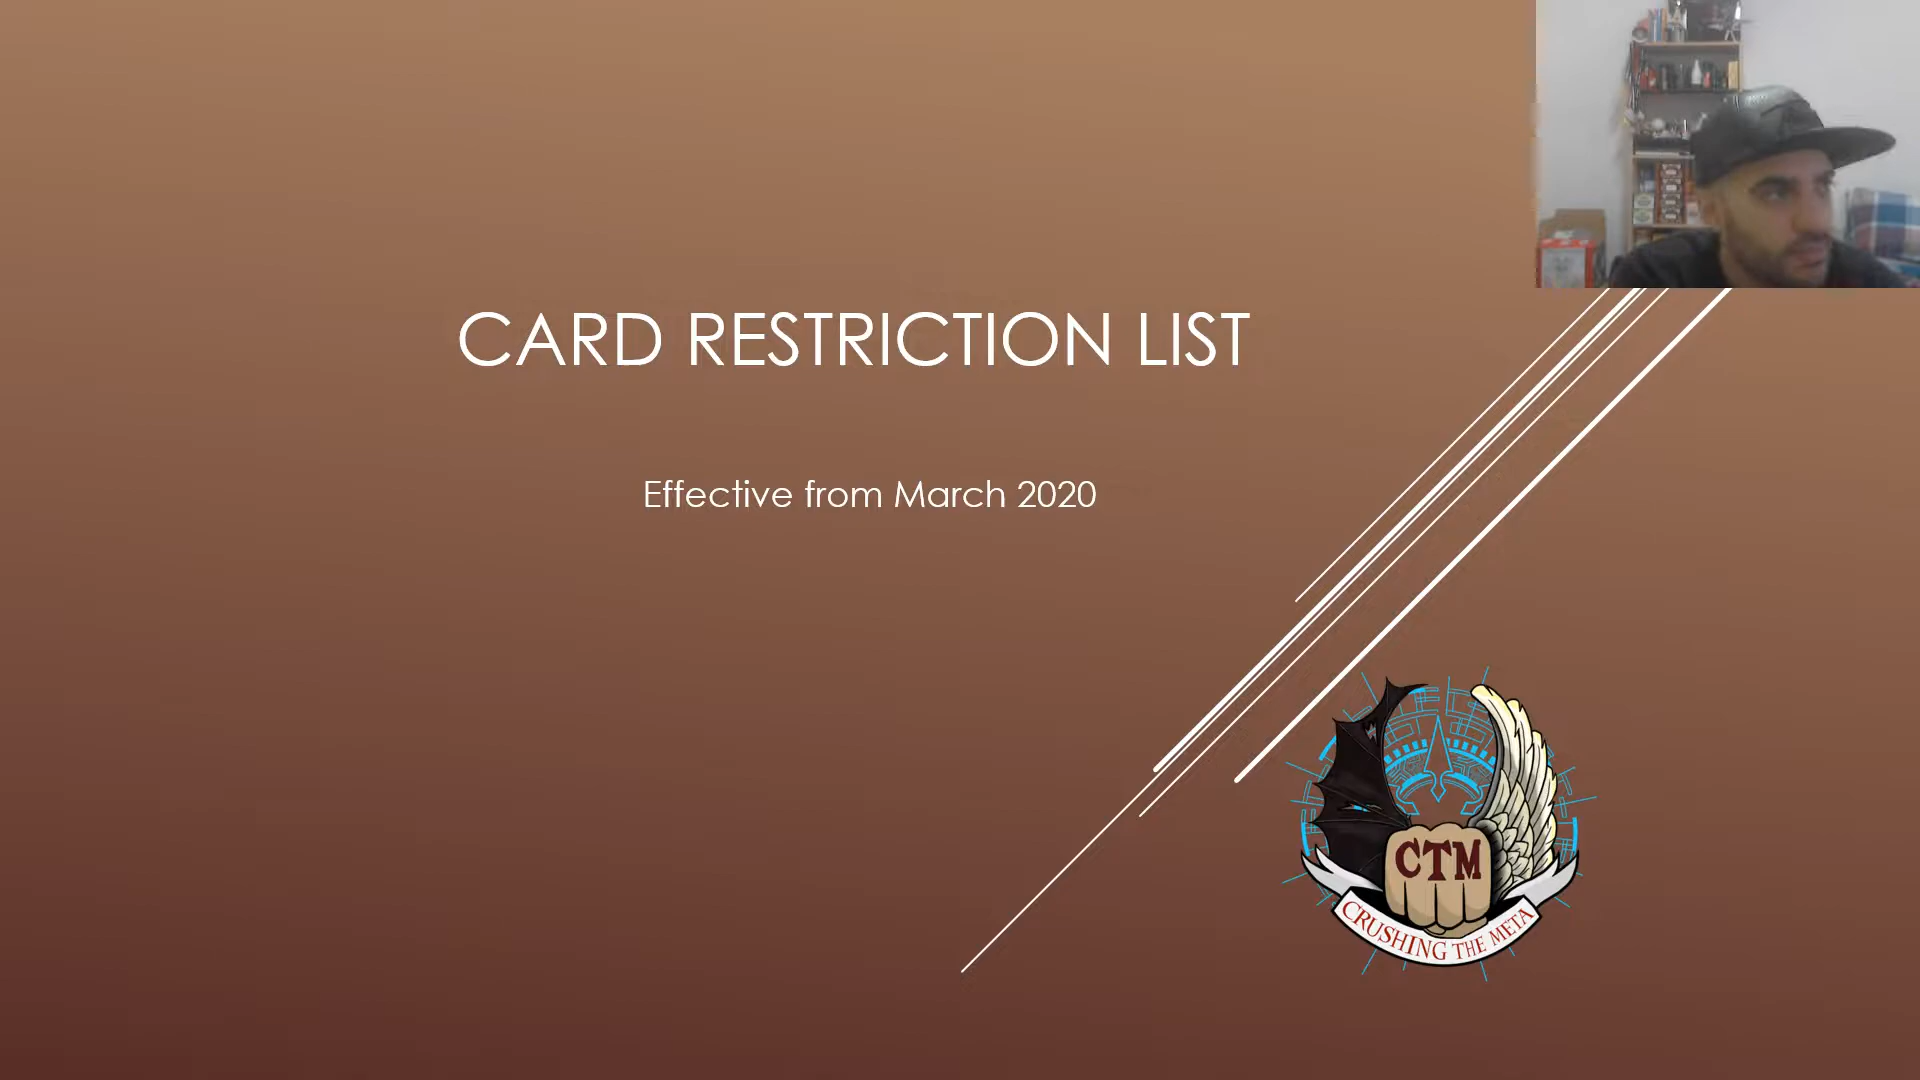 CARD RESTRICTION LIST
Effective from March 2020
CTM
CRUSHING THE META